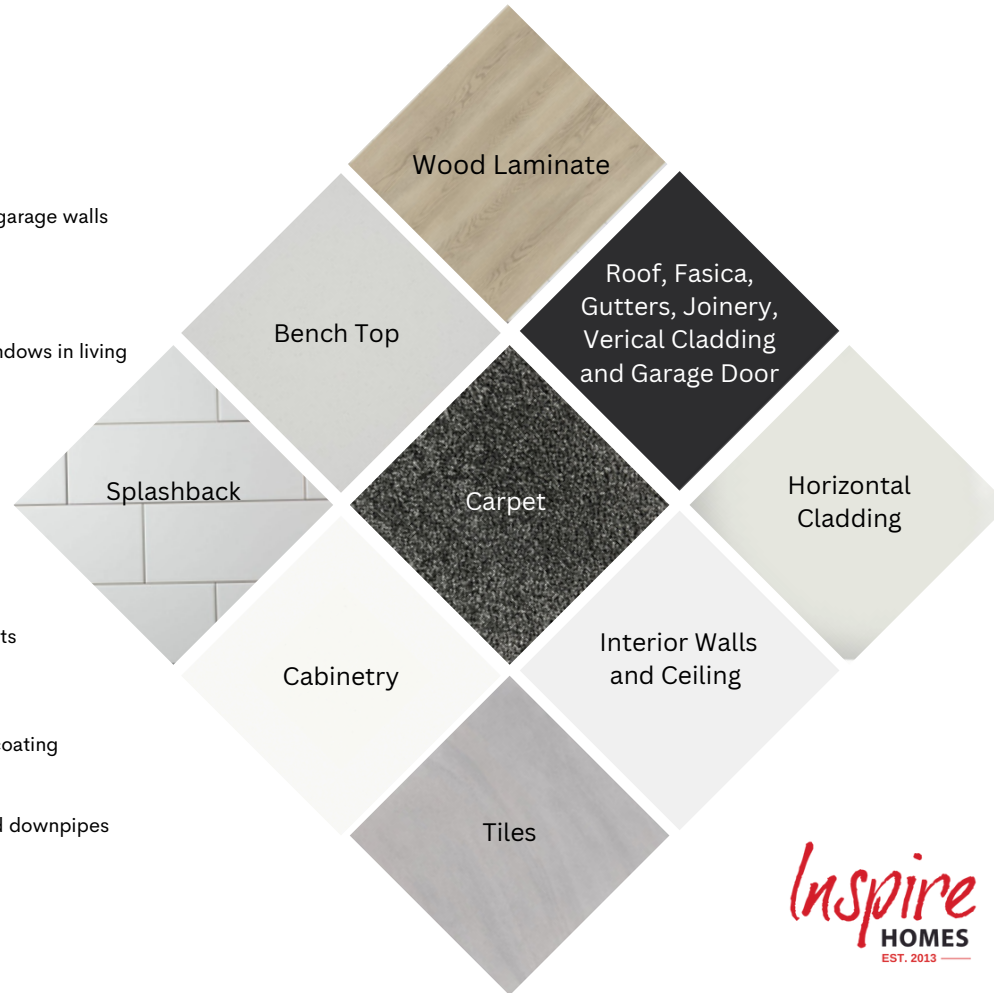 garage walls
ndows in living
ts
coating
d downpipes
Wood Laminate
Bench Top
Roof, Fasica,
Gutters, Joinery,
Verical Cladding
and Garage Door
Splashback
Carpet
Horizontal
Cladding
Cabinetry
Interior Walls
and Ceiling
Tiles
Inspire
HOMES
EST. 2013